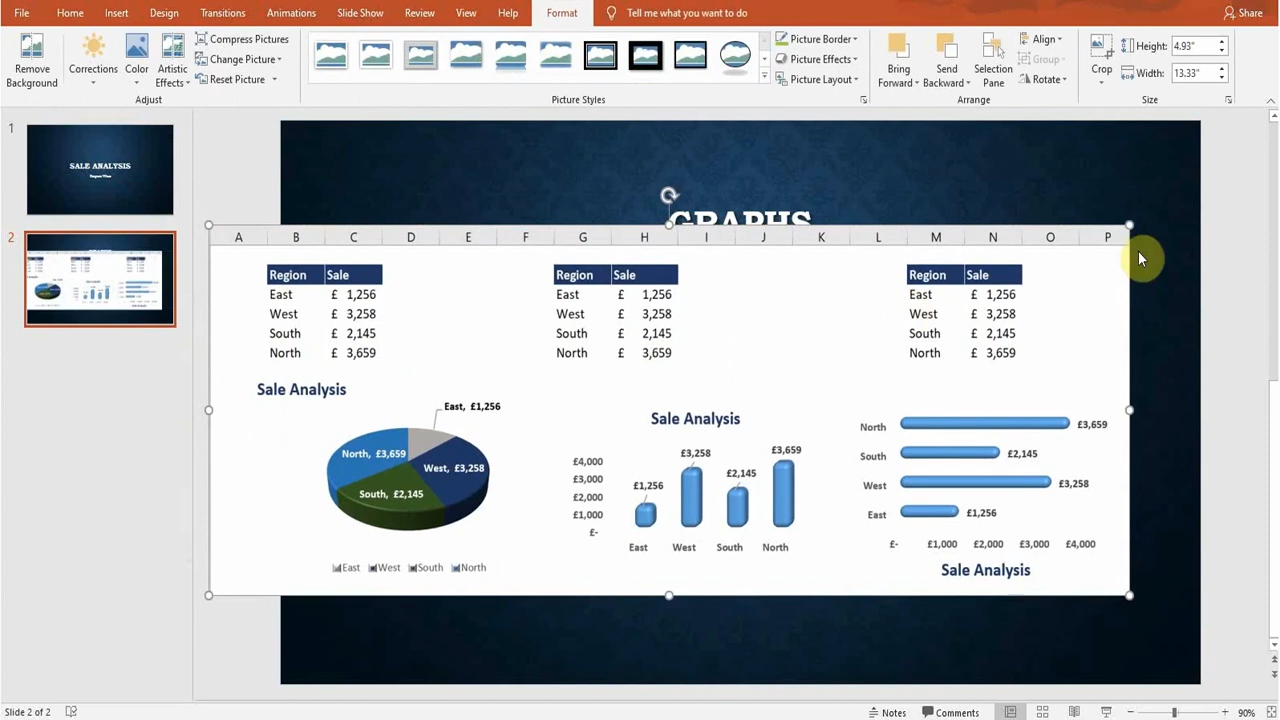 File Home Insert Design Transitions Animations Slide Show Review View Help Format Tell me what you want to do Share
Remove Background
Corrections
Color
Artistic Effects
Compress Pictures
Change Picture
Reset Picture
Adjust
Picture Styles
Picture Border
Picture Effects
Picture Layout
Bring Forward
Send Backward
Selection Pane
Align
Group
Rotate
Arrange
Crop
Height: 4.93"
Width: 13.33"
Size
1
SALE ANALYSIS
2
GRAPHS
A B C D E F G H I J K L M N O P
Region Sale
East £ 1,256
West £ 3,258
South £ 2,145
North £ 3,659
Region Sale
East £ 1,256
West £ 3,258
South £ 2,145
North £ 3,659
Region Sale
East £ 1,256
West £ 3,258
South £ 2,145
North £ 3,659
Sale Analysis
East, £1,256
North, £3,659
West, £3,258
South, £2,145
East West South North
Sale Analysis
£4,000
£3,000
£2,000
£1,000
£-
£1,256
£3,258
£2,145
£3,659
East West South North
North £3,659
South £2,145
West £3,258
East £1,256
£- £1,000 £2,000 £3,000 £4,000
Sale Analysis
Slide 2 of 2
Notes Comments 90%